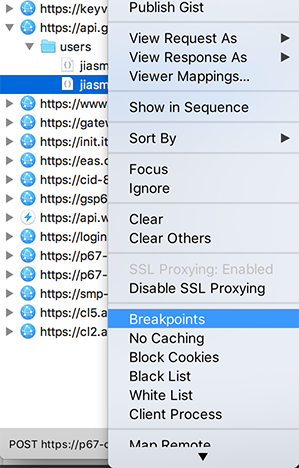 https://keyv
https://api.g
users
jiasm
jiasm
https://www
https://gatew
https://init.it
https://eas.c
https://cid-8
https://gsp6
https://api.w
https://login
https://p67-
https://p67-
https://smp-
https://cl5.a
https://cl2.a
POST https://p67-c
Publish Gist
View Request As
View Response As
Viewer Mappings...
Show in Sequence
Sort By
Focus
Ignore
Clear
Clear Others
SSL Proxying: Enabled
Disable SSL Proxying
Breakpoints
No Caching
Block Cookies
Black List
White List
Client Process
Map Remote